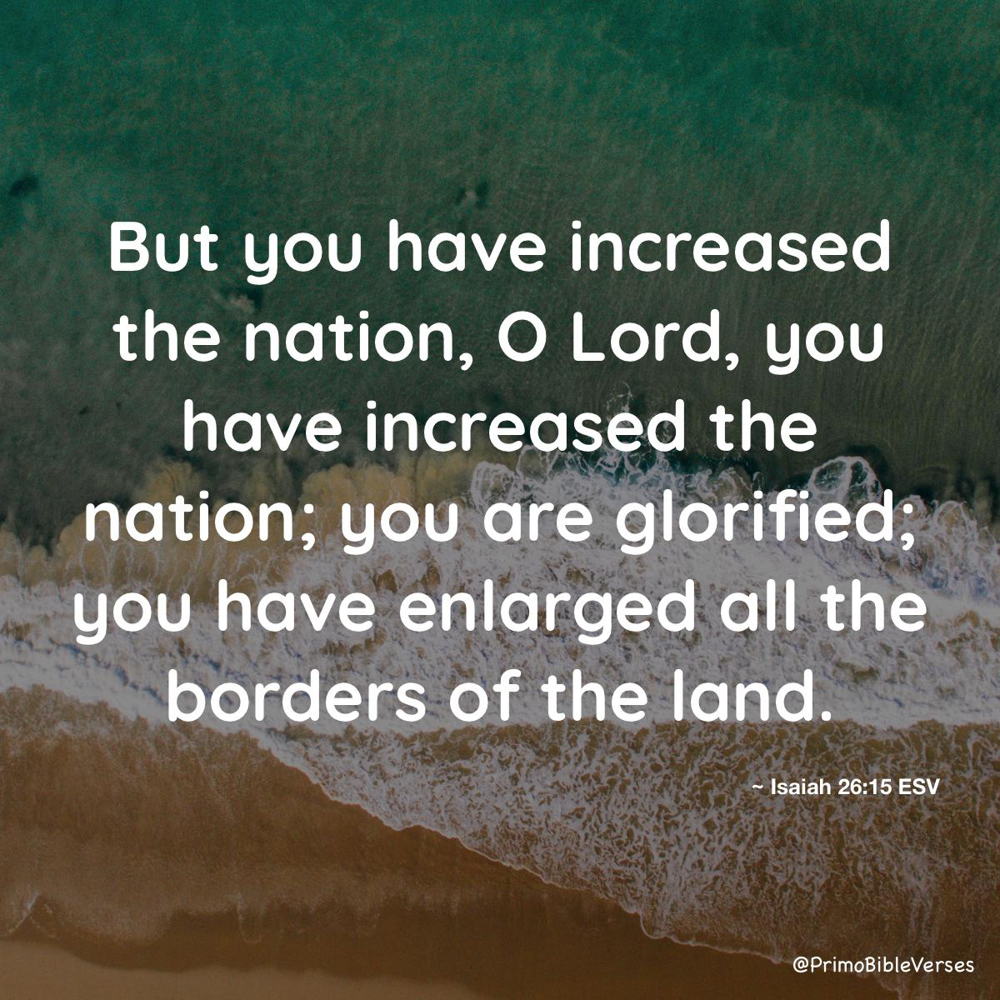 But you have increased
the nation, O Lord, you
have increased the
nation; you are glorified;
you have enlarged all the
borders of the land.
~ Isaiah 26:15 ESV
@PrimoBibleVerses